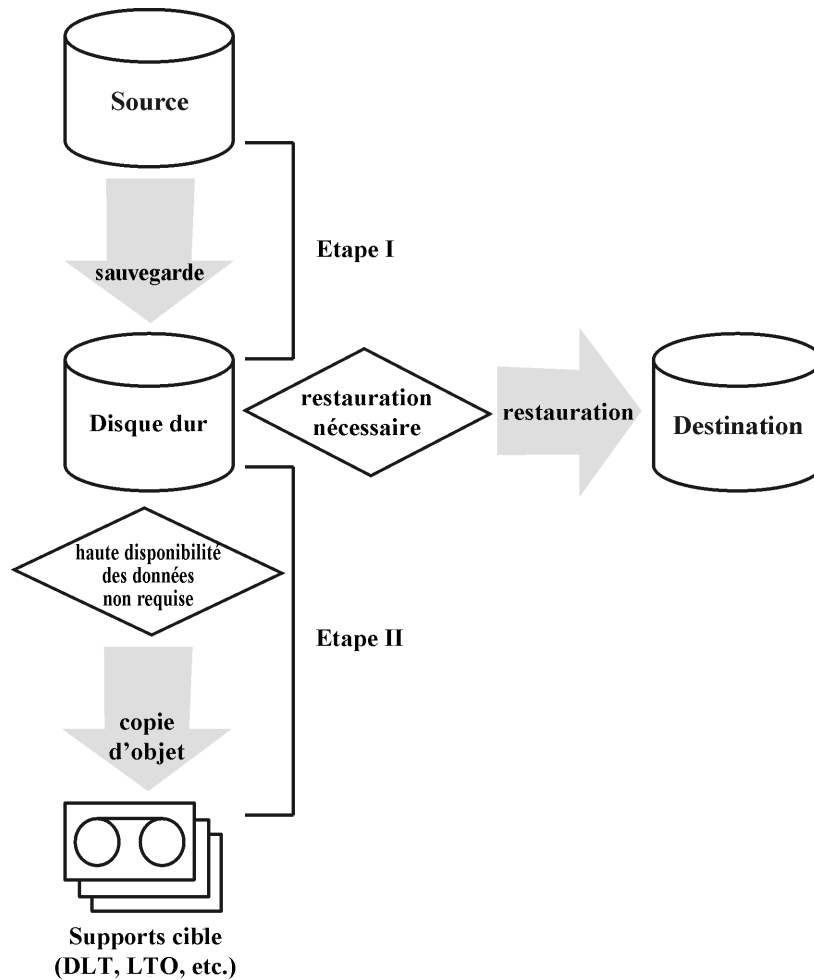 Source
sauvegarde
Etape I
Disque dur
restauration
nécessaire
restauration
Destination
haute disponibilité
des données
non requise
Etape II
copie
d’objet
Supports cible
(DLT, LTO, etc.)